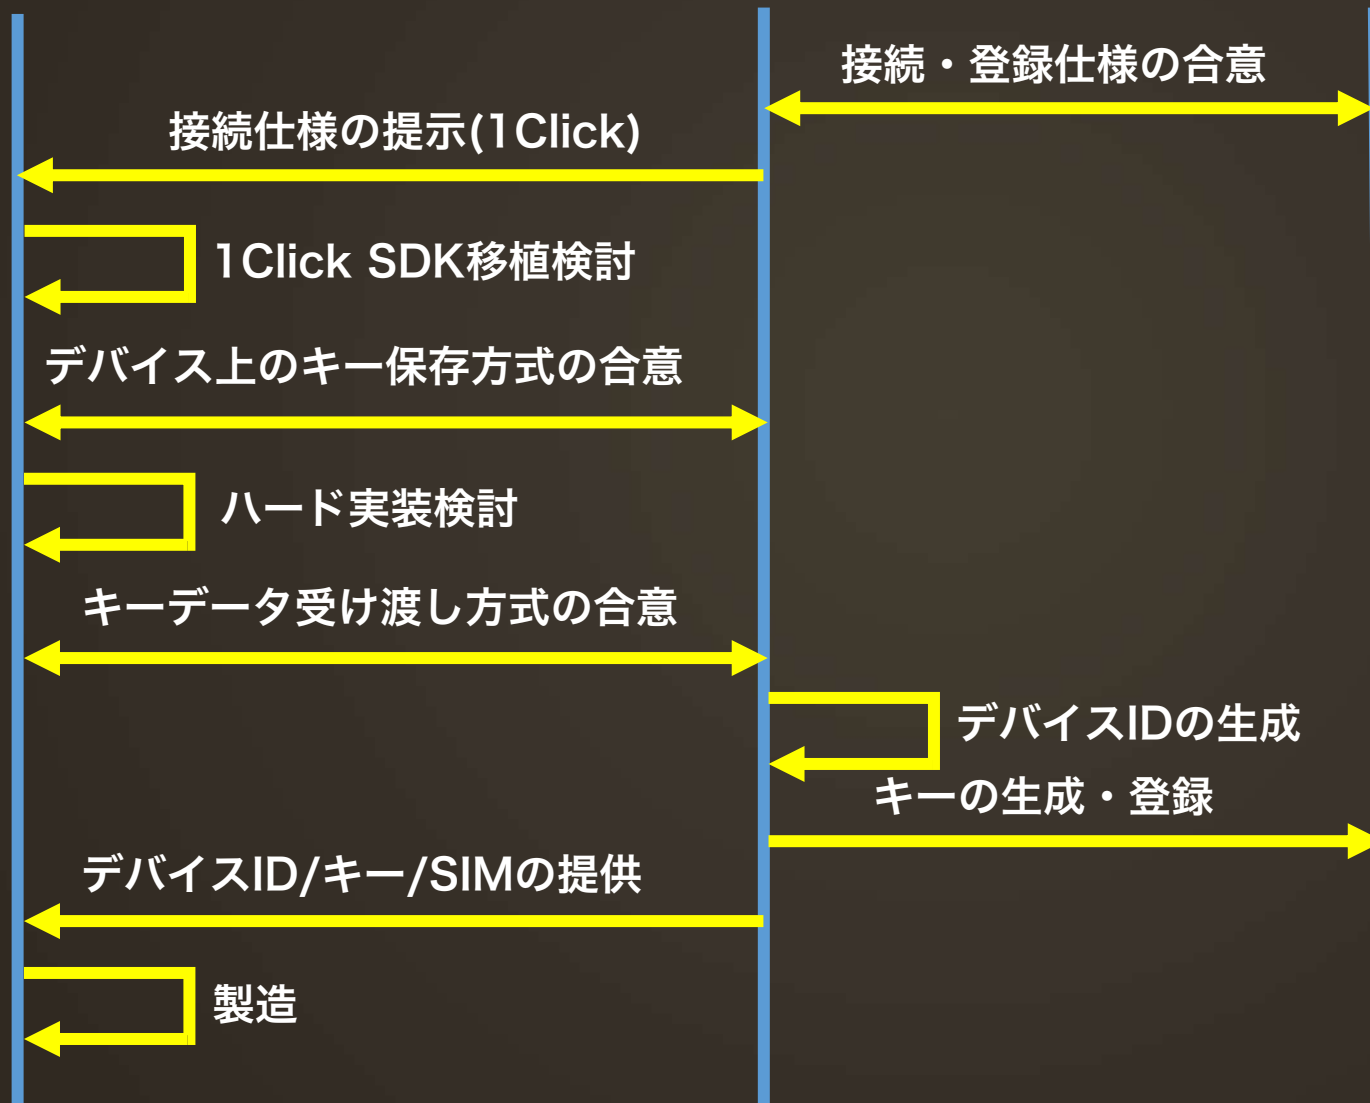 接続・登録仕様の合意
接続仕様の提示(1Click)
1Click SDK移植検討
デバイス上のキー保存方式の合意
ハード実装検討
キーデータ受け渡し方式の合意
デバイスIDの生成
キーの生成・登録
デバイスID/キー/SIMの提供
製造